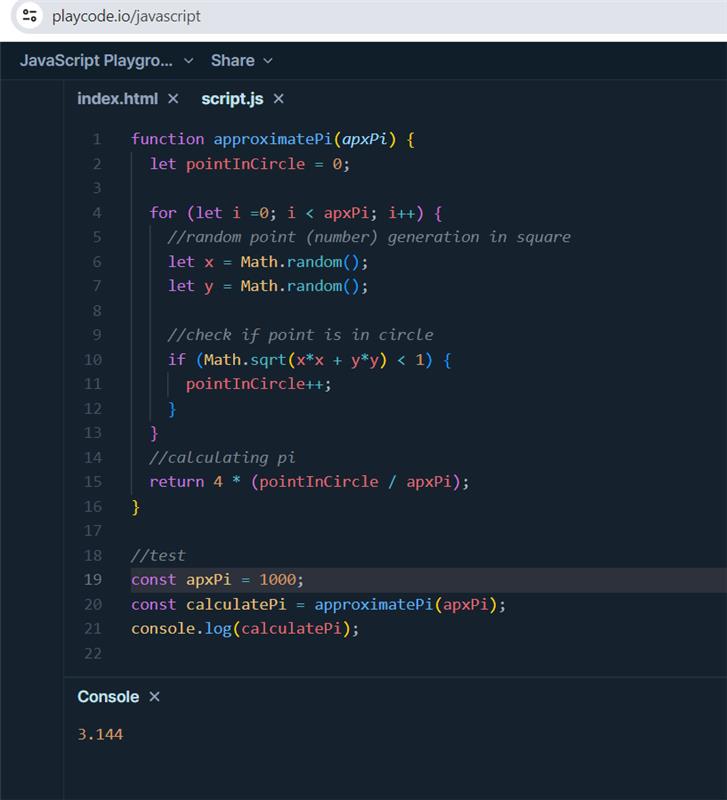 playcode.io/javascript
JavaScript Playgro... Share
index.html × script.js ×
1 function approximatePi(apxPi) {
2 let pointInCircle = 0;
3
4 for (let i =0; i < apxPi; i++) {
5 //random point (number) generation in square
6 let x = Math.random();
7 let y = Math.random();
8
9 //check if point is in circle
10 if (Math.sqrt(x*x + y*y) < 1) {
11 pointInCircle++;
12 }
13 }
14 //calculating pi
15 return 4 * (pointInCircle / apxPi);
16 }
17
18 //test
19 const apxPi = 1000;
20 const calculatePi = approximatePi(apxPi);
21 console.log(calculatePi);
22
Console ×
3.144